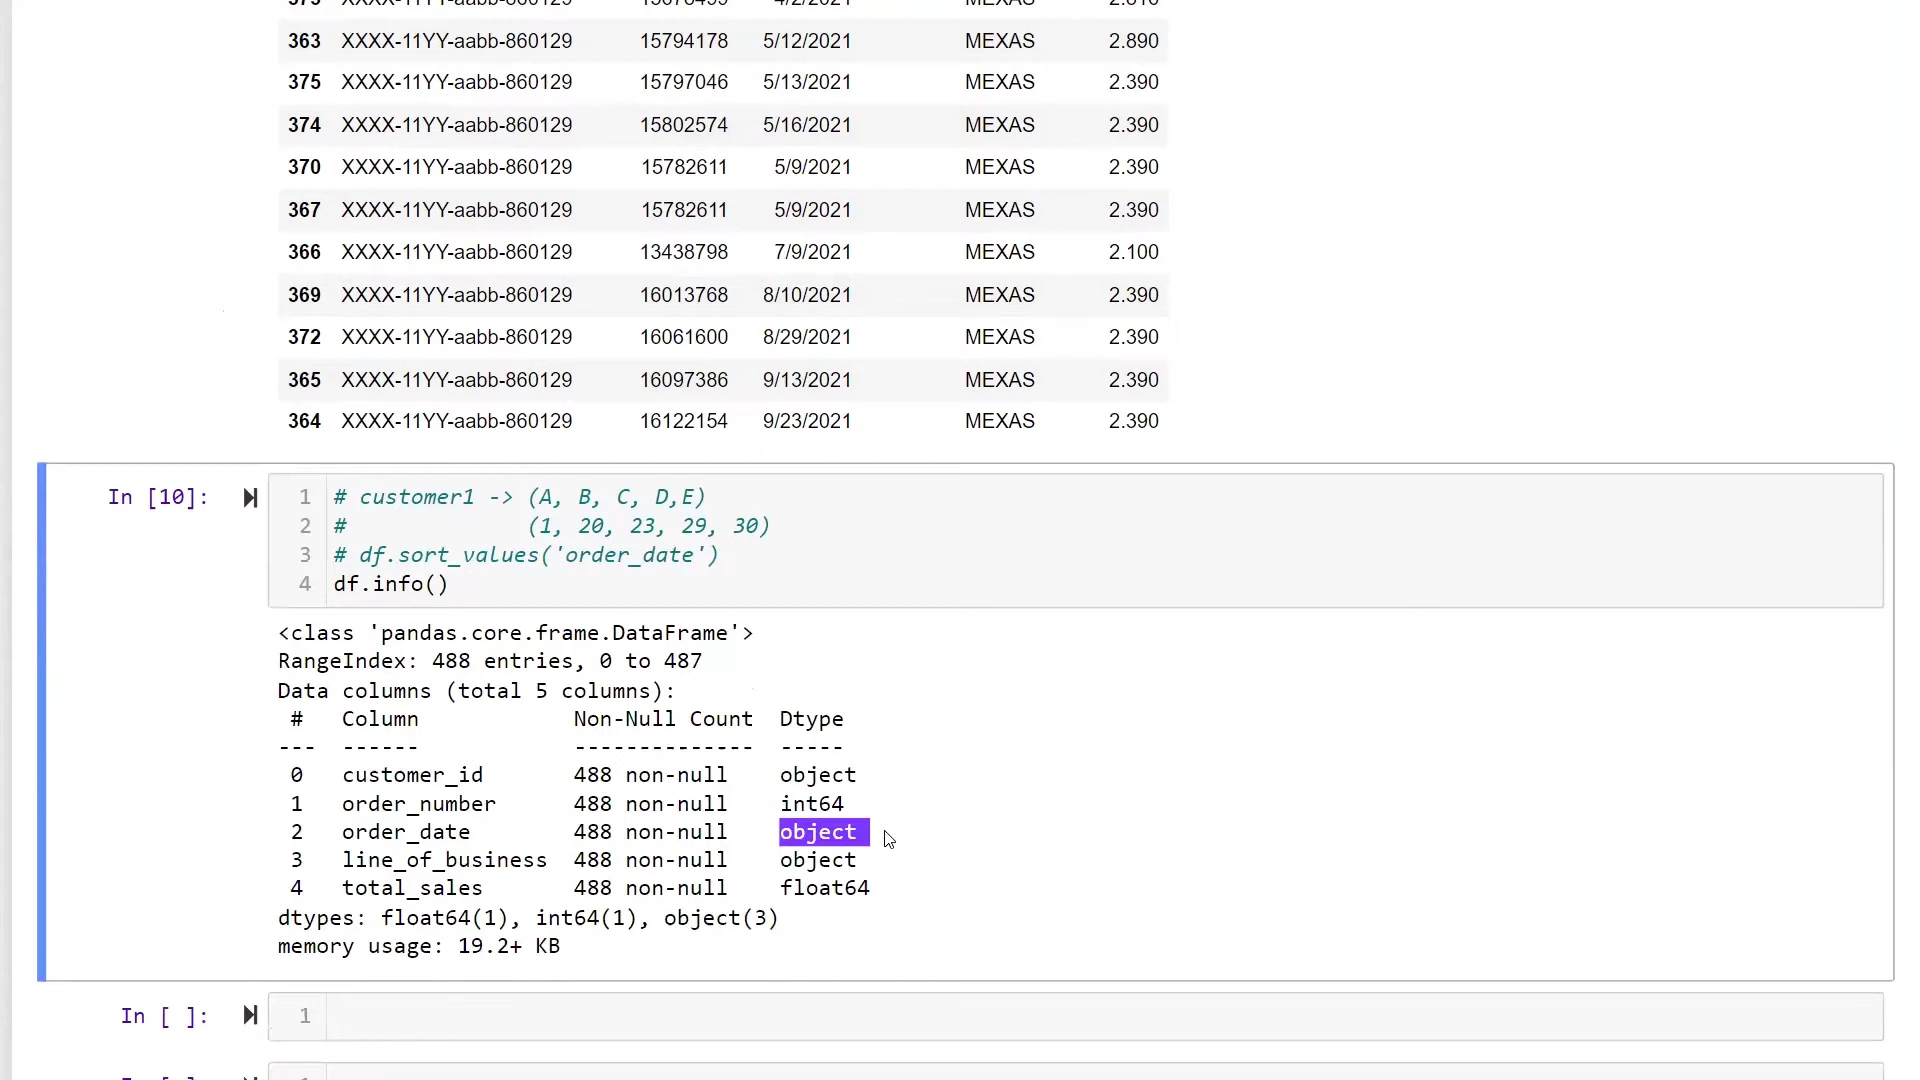 363 XXXX-11YY-aabb-860129 15794178 5/12/2021 MEXAS 2.890
375 XXXX-11YY-aabb-860129 15797046 5/13/2021 MEXAS 2.390
374 XXXX-11YY-aabb-860129 15802574 5/16/2021 MEXAS 2.390
370 XXXX-11YY-aabb-860129 15782611 5/9/2021 MEXAS 2.390
367 XXXX-11YY-aabb-860129 15782611 5/9/2021 MEXAS 2.390
366 XXXX-11YY-aabb-860129 13438798 7/9/2021 MEXAS 2.100
369 XXXX-11YY-aabb-860129 16013768 8/10/2021 MEXAS 2.390
372 XXXX-11YY-aabb-860129 16061600 8/29/2021 MEXAS 2.390
365 XXXX-11YY-aabb-860129 16097386 9/13/2021 MEXAS 2.390
364 XXXX-11YY-aabb-860129 16122154 9/23/2021 MEXAS 2.390
In [10]: 1 # customer1 -> (A, B, C, D,E)
2 # (1, 20, 23, 29, 30)
3 # df.sort_values('order_date')
4 df.info()
<class 'pandas.core.frame.DataFrame'>
RangeIndex: 488 entries, 0 to 487
Data columns (total 5 columns):
# Column Non-Null Count Dtype
--- ------ -------------- -----
0 customer_id 488 non-null object
1 order_number 488 non-null int64
2 order_date 488 non-null object
3 line_of_business 488 non-null object
4 total_sales 488 non-null float64
dtypes: float64(1), int64(1), object(3)
memory usage: 19.2+ KB
In [ ]: 1